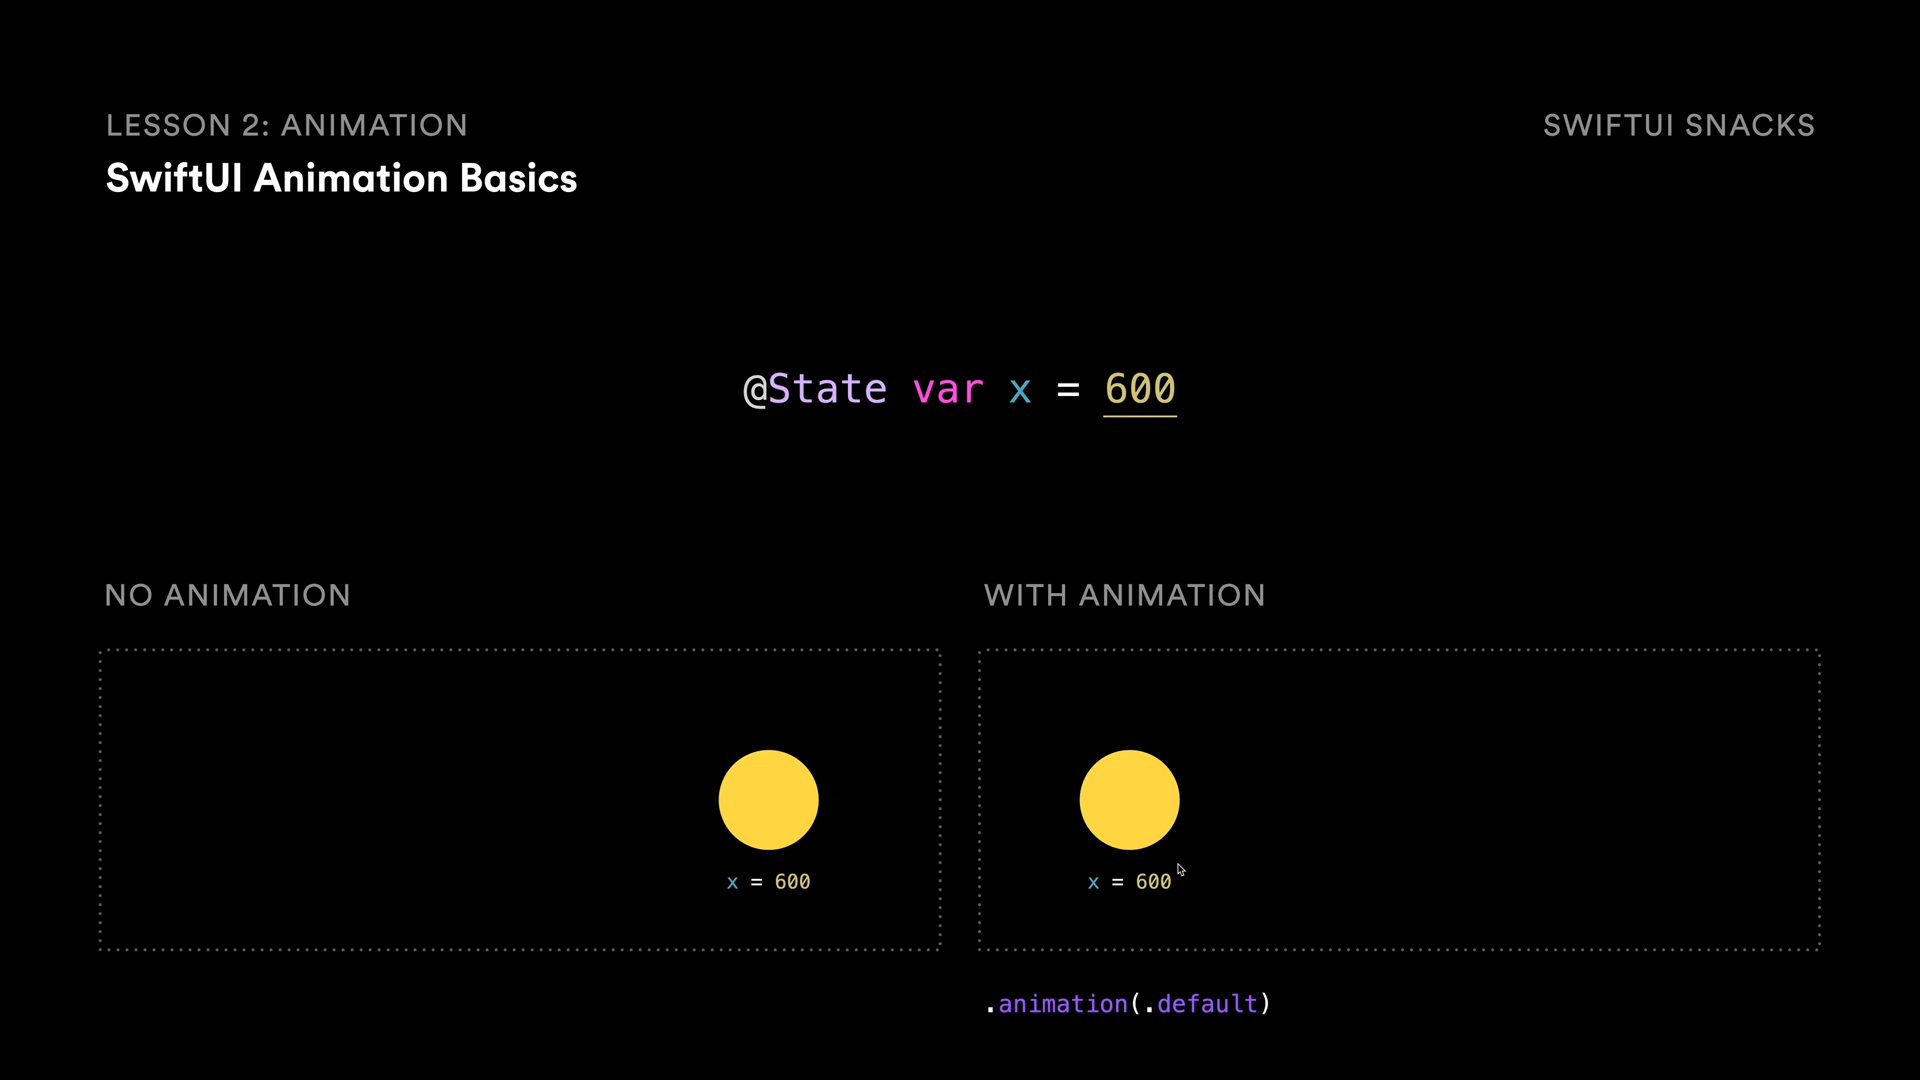 LESSON 2: ANIMATION
SWIFTUI SNACKS
SwiftUI Animation Basics
@State var x = 600
NO ANIMATION
WITH ANIMATION
x = 600
x = 600
.animation(.default)